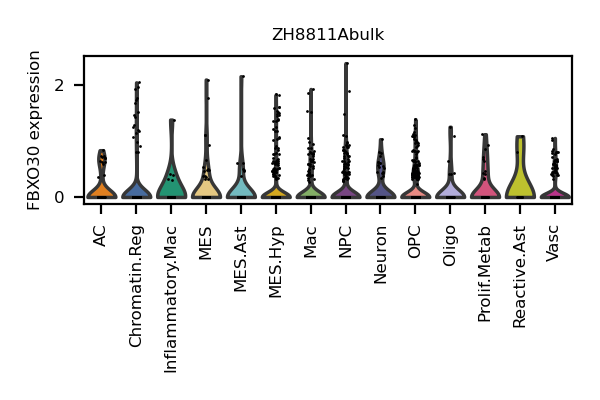 ZH8811Abulk
FBXO30 expression
2
0
AC
Chromatin.Reg
Inflammatory.Mac
MES
MES.Ast
MES.Hyp
Mac
NPC
Neuron
OPC
Oligo
Prolif.Metab
Reactive.Ast
Vasc